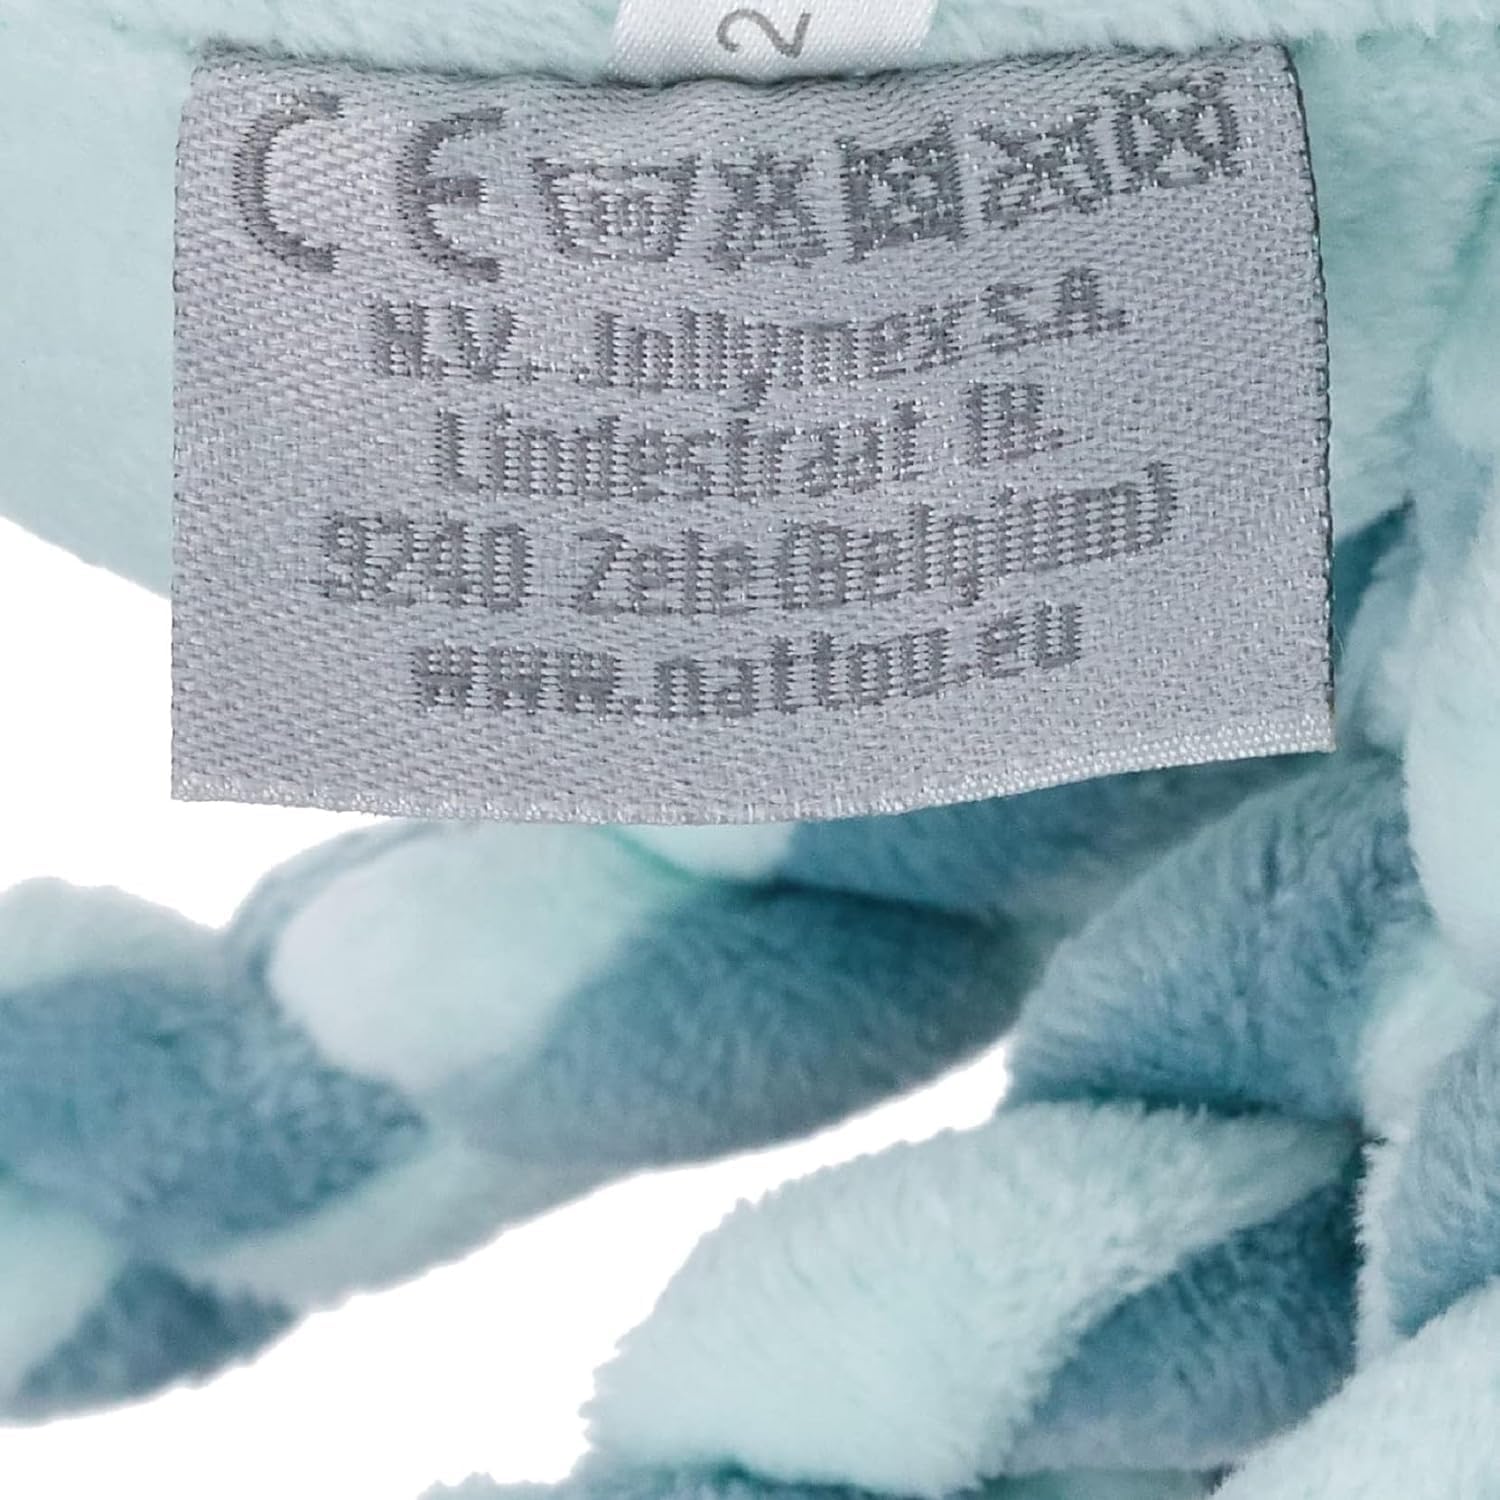 2
CE
N.V. Jollymex S.A.
Lindestraat 18.
9240 Zele (Belgium)
www.nattou.eu